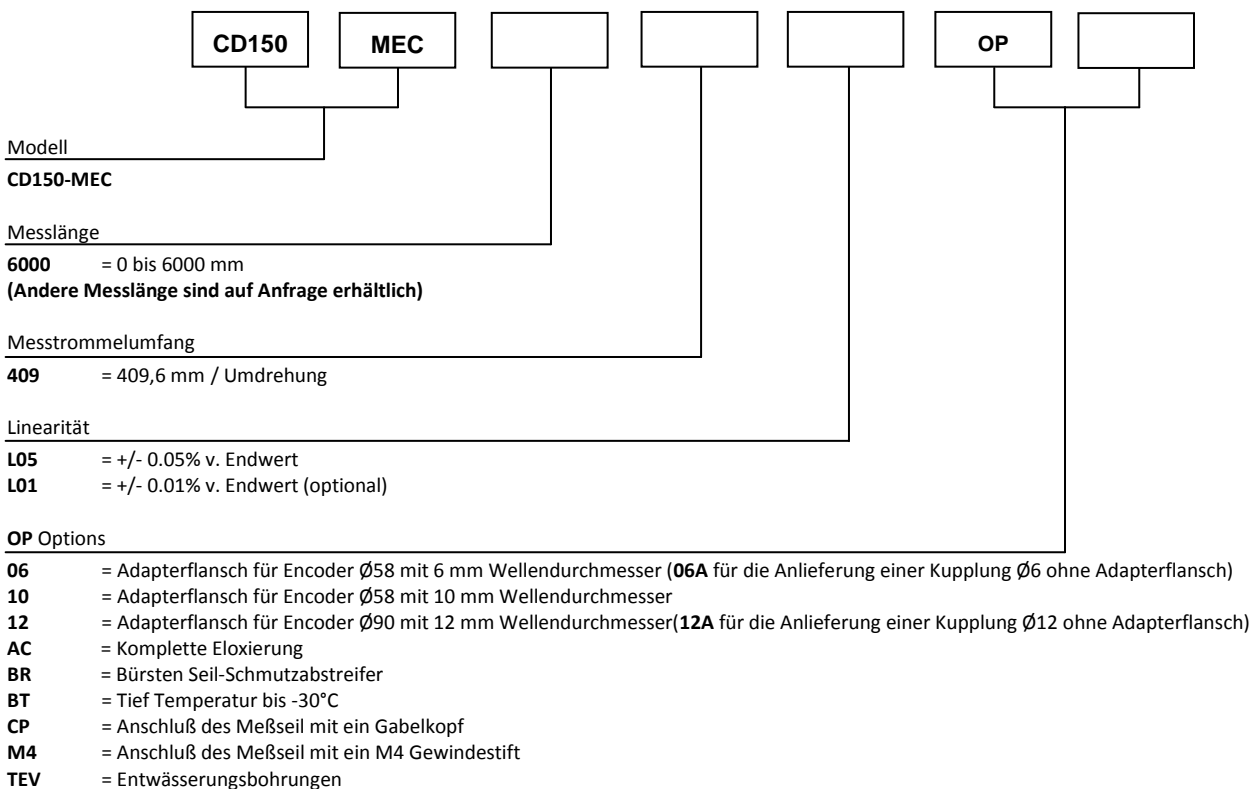 CD150 MEC OP
Modell
CD150-MEC
Messlänge
6000 = 0 bis 6000 mm
(Andere Messlänge sind auf Anfrage erhältlich)
Messtrommelumfang
409 = 409,6 mm / Umdrehung
Linearität
L05 = +/- 0.05% v. Endwert
L01 = +/- 0.01% v. Endwert (optional)
OP Options
06 = Adapterflansch für Encoder Ø58 mit 6 mm Wellendurchmesser (06A für die Anlieferung einer Kupplung Ø6 ohne Adapterflansch)
10 = Adapterflansch für Encoder Ø58 mit 10 mm Wellendurchmesser
12 = Adapterflansch für Encoder Ø90 mit 12 mm Wellendurchmesser(12A für die Anlieferung einer Kupplung Ø12 ohne Adapterflansch)
AC = Komplette Eloxierung
BR = Bürsten Seil-Schmutzabstreifer
BT = Tief Temperatur bis -30°C
CP = Anschluß des Meßseil mit ein Gabelkopf
M4 = Anschluß des Meßseil mit ein M4 Gewindestift
TEV = Entwässerungsbohrungen